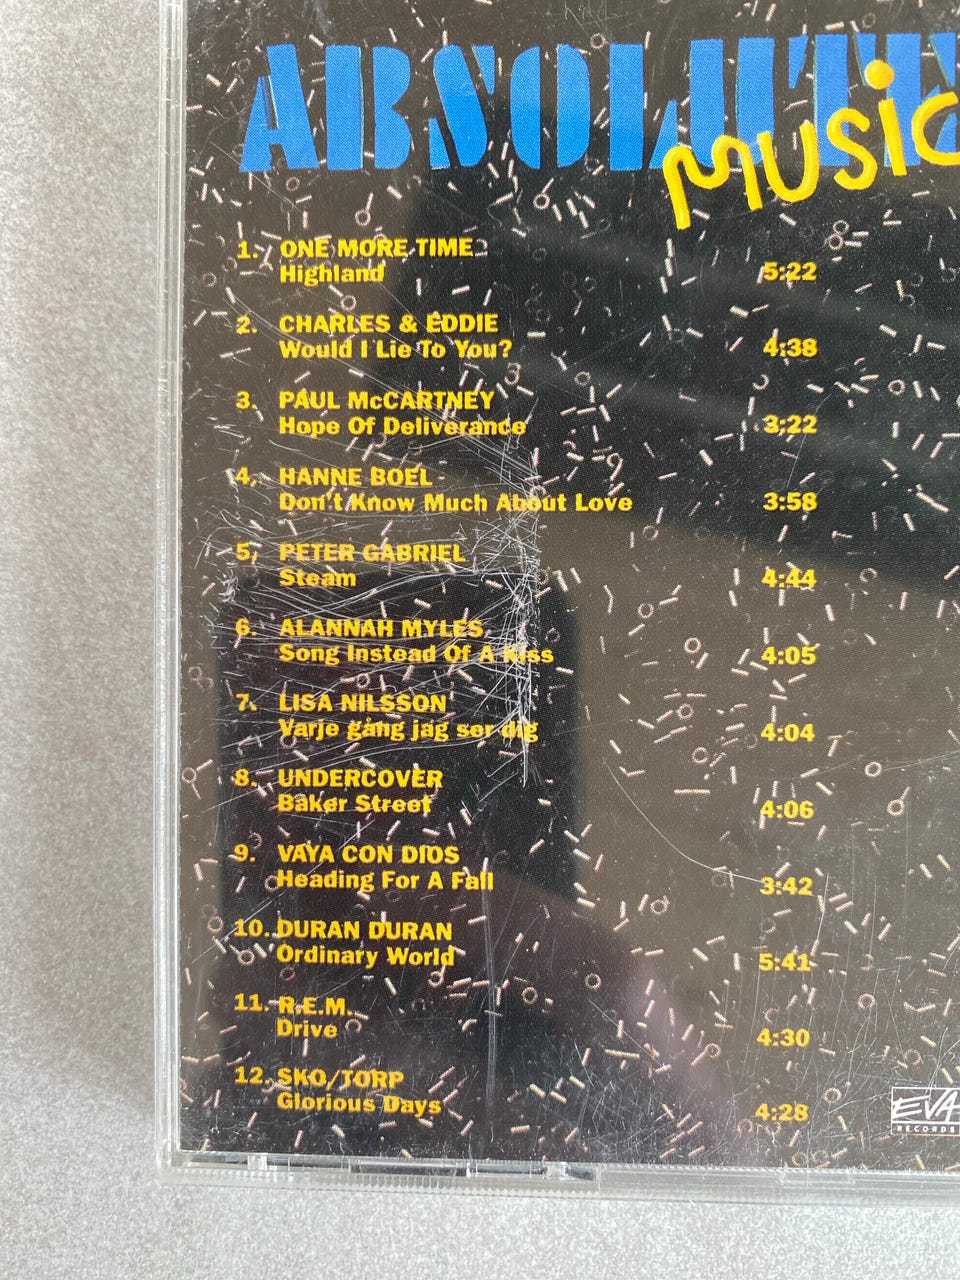 ABSOLUTE
MUSIC
1. ONE MORE TIME
Highland 5:22
2. CHARLES & EDDIE
Would I Lie To You? 4:38
3. PAUL McCARTNEY
Hope Of Deliverance 3:22
4. HANNE BOEL
Don't Know Much About Love 3:58
5. PETER GABRIEL
Steam 4:44
6. ALANNAH MYLES
Song Instead Of A Kiss 4:05
7. LISA NILSSON
Varje gång jag ser dig 4:04
8. UNDERCOVER
Baker Street 4:06
9. VAYA CON DIOS
Heading For A Fall 3:42
10. DURAN DURAN
Ordinary World 5:41
11. R.E.M.
Drive 4:30
12. SKO/TORP
Glorious Days 4:28
EVA
RECORDS